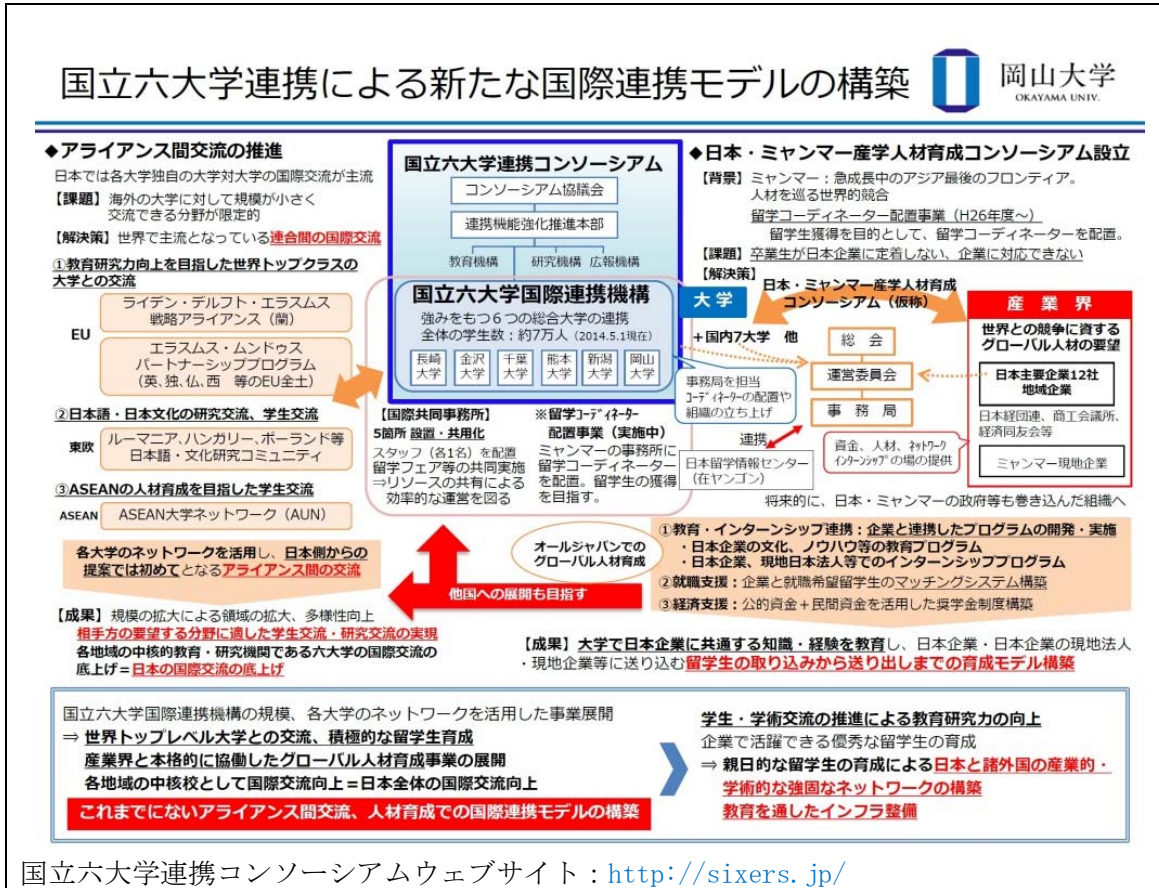 国立六大学連携による新たな国際連携モデルの構築
岡山大学
OKAYAMA UNIV.
◆アライアンス間交流の推進
日本では各大学独自の大学対大学の国際交流が主流
【課題】海外の大学に対して規模が小さく
交流できる分野が限定的
【解決策】世界で主流となっている連合間の国際交流
①教育研究力向上を目指した世界トップクラスの
大学との交流
EU
ライデン・デルフト・エラスムス
戦略アライアンス（蘭）
エラスムス・ムンドゥス
パートナーシッププログラム
（英、独、仏、西　等のEU全土）
②日本語・日本文化の研究交流、学生交流
東欧
ルーマニア、ハンガリー、ポーランド等
日本語・文化研究コミュニティ
③ASEANの人材育成を目指した学生交流
ASEAN
ASEAN大学ネットワーク（AUN）
各大学のネットワークを活用し、日本側からの
提案では初めてとなるアライアンス間の交流
【成果】規模の拡大による領域の拡大、多様性向上
相手方の要望する分野に適した学生交流・研究交流の実現
各地域の中核的教育・研究機関である六大学の国際交流の
底上げ＝日本の国際交流の底上げ
国立六大学連携コンソーシアム
コンソーシアム協議会
連携機能強化推進本部
教育機構
研究機構
広報機構
国立六大学国際連携機構
強みをもつ６つの総合大学の連携
全体の学生数：約7万人（2014.5.1現在）
長崎大学
金沢大学
千葉大学
熊本大学
新潟大学
岡山大学
【国際共同事務所】
5箇所 設置・共用化
スタッフ（各1名）を配置
留学フェア等の共同実施
⇒リソースの共有による
効率的な運営を図る
※留学ｺｰﾃﾞｨﾈｰﾀｰ
配置事業（実施中）
ミャンマーの事務所に
留学コーディネーター
を配置。留学生の獲得
を目指す。
オールジャパンでの
グローバル人材育成
他国への展開も目指す
◆日本・ミャンマー産学人材育成コンソーシアム設立
【背景】ミャンマー：急成長中のアジア最後のフロンティア。
人材を巡る世界的競合
留学コーディネーター配置事業（H26年度～）
留学生獲得を目的として、留学コーディネーターを配置。
【課題】卒業生が日本企業に定着しない、企業に対応できない
【解決策】
日本・ミャンマー産学人材育成
コンソーシアム（仮称）
大学
＋国内7大学　他
総　会
運営委員会
事　務　局
事務局を担当
ｺｰﾃﾞｨﾈｰﾀｰの配置や
組織の立ち上げ
連携
日本留学情報センター
（在ヤンゴン）
産　業　界
世界との競争に資する
グローバル人材の要望
日本主要企業12社
地域企業
日本経団連、商工会議所、
経済同友会等
ミャンマー現地企業
資金、人材、ﾈｯﾄﾜｰｸ
ｲﾝﾀｰﾝｼｯﾌﾟの場の提供
将来的に、日本・ミャンマーの政府等も巻き込んだ組織へ
①教育・インターンシップ連携：企業と連携したプログラムの開発・実施
・日本企業の文化、ノウハウ等の教育プログラム
・日本企業、現地日本法人等でのインターンシッププログラム
②就職支援：企業と就職希望留学生のマッチングシステム構築
③経済支援：公的資金＋民間資金を活用した奨学金制度構築
【成果】大学で日本企業に共通する知識・経験を教育し、日本企業・日本企業の現地法人
・現地企業等に送り込む留学生の取り込みから送り出しまでの育成モデル構築
国立六大学国際連携機構の規模、各大学のネットワークを活用した事業展開
⇒ 世界トップレベル大学との交流、積極的な留学生育成
産業界と本格的に協働したグローバル人材育成事業の展開
各地域の中核校として国際交流向上＝日本全体の国際交流向上
これまでにないアライアンス間交流、人材育成での国際連携モデルの構築
学生・学術交流の推進による教育研究力の向上
企業で活躍できる優秀な留学生の育成
⇒ 親日的な留学生の育成による日本と諸外国の産業的・
学術的な強固なネットワークの構築
教育を通したインフラ整備
国立六大学連携コンソーシアムウェブサイト：http://sixers.jp/